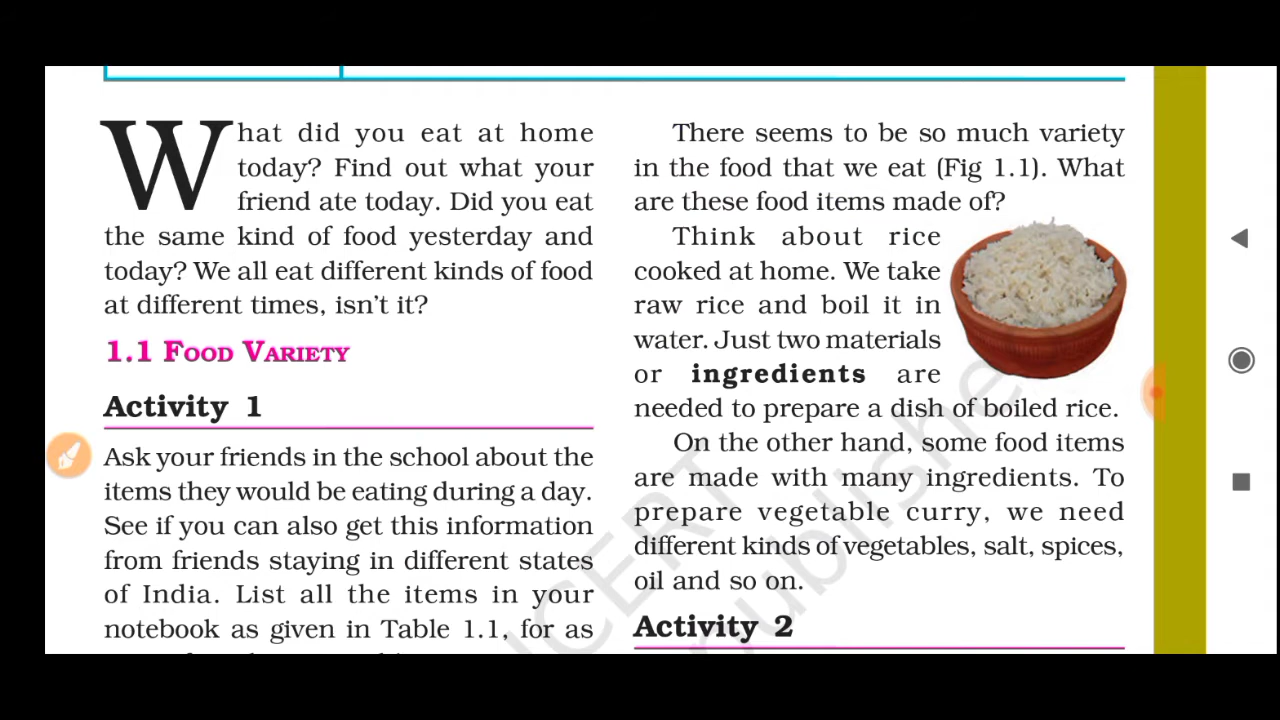 What did you eat at home
today? Find out what your
friend ate today. Did you eat
the same kind of food yesterday and
today? We all eat different kinds of food
at different times, isn't it?
1.1 FOOD VARIETY
Activity 1
Ask your friends in the school about the
items they would be eating during a day.
See if you can also get this information
from friends staying in different states
of India. List all the items in your
notebook as given in Table 1.1, for as
There seems to be so much variety
in the food that we eat (Fig 1.1). What
are these food items made of?
Think about rice
cooked at home. We take
raw rice and boil it in
water. Just two materials
or ingredients are
needed to prepare a dish of boiled rice.
On the other hand, some food items
are made with many ingredients. To
prepare vegetable curry, we need
different kinds of vegetables, salt, spices,
oil and so on.
Activity 2